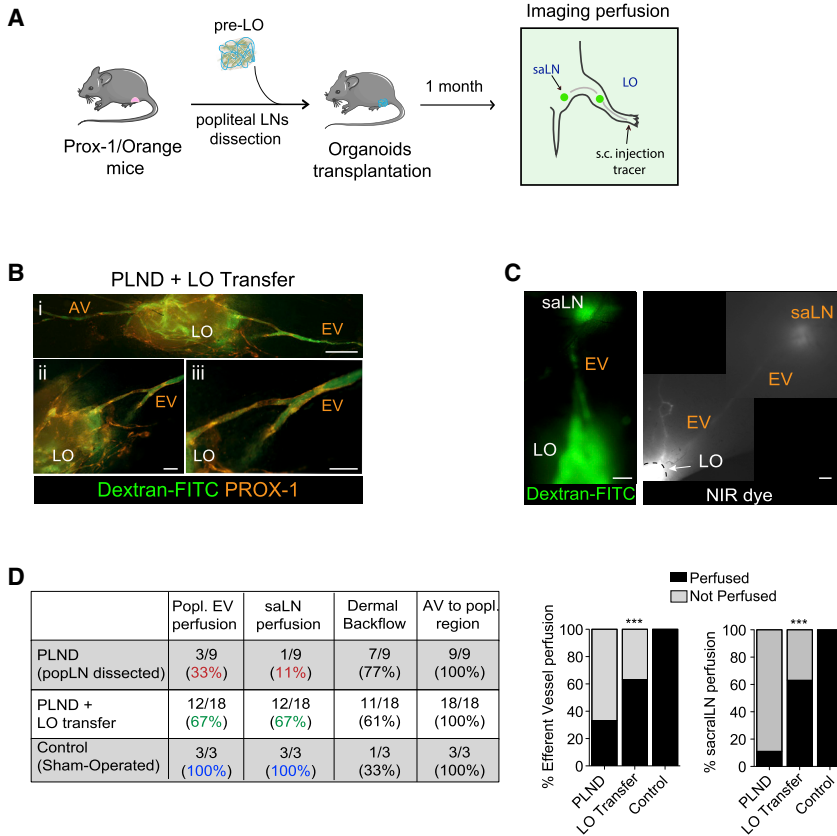 A
pre-LO
Prox-1/Orange
mice
popliteal LNs
dissection
Organoids
transplantation
1 month
Imaging perfusion
saLN
LO
s.c. injection
tracer
B
PLND + LO Transfer
i
AV
LO
EV
ii
EV
LO
iii
EV
LO
Dextran-FITC PROX-1
C
saLN
EV
LO
Dextran-FITC
saLN
EV
EV
LO
NIR dye
D
Popl. EV perfusion
saLN perfusion
Dermal Backflow
AV to popl. region
PLND (popLN dissected)
3/9 (33%)
1/9 (11%)
7/9 (77%)
9/9 (100%)
PLND + LO transfer
12/18 (67%)
12/18 (67%)
11/18 (61%)
18/18 (100%)
Control (Sham-Operated)
3/3 (100%)
3/3 (100%)
1/3 (33%)
3/3 (100%)
Perfused
Not Perfused
% Efferent Vessel perfusion
100
80
60
40
20
0
***
PLND
LO Transfer
Control
% sacralLN perfusion
100
80
60
40
20
0
***
PLND
LO Transfer
Control